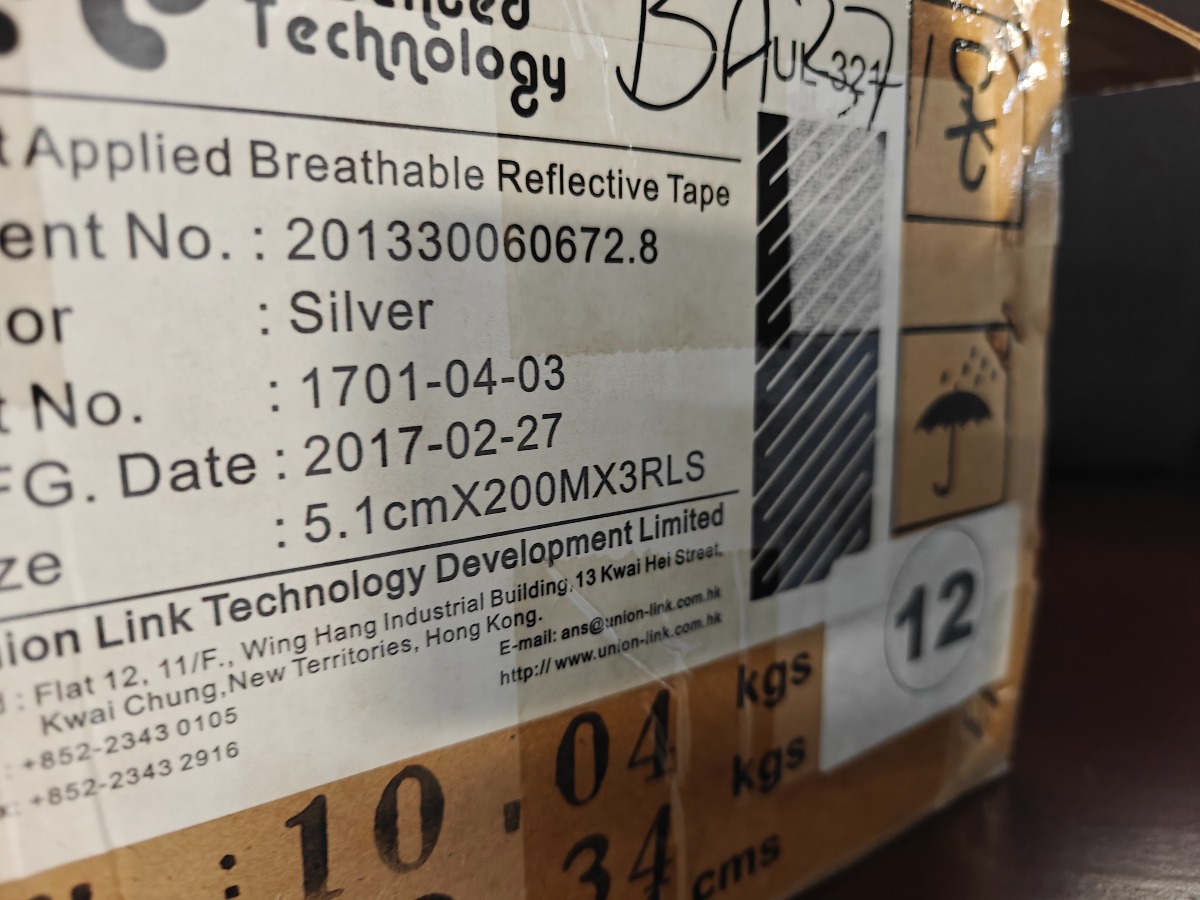 Technology
t Applied Breathable Reflective Tape
ent No. : 201330060672.8
or : Silver
t No. : 1701-04-03
FG. Date : 2017-02-27
ze : 5.1cmX200MX3RLS
ion Link Technology Development Limited
d : Flat 12, 11/F., Wing Hang Industrial Building, 13 Kwai Hei Street,
Kwai Chung,New Territories, Hong Kong.
: +852-2343 0105
x: +852-2343 2916
E-mail: ans@union-link.com.hk
http:// www.union-link.com.hk
12
kgs
: 10.04 kgs
34 cms